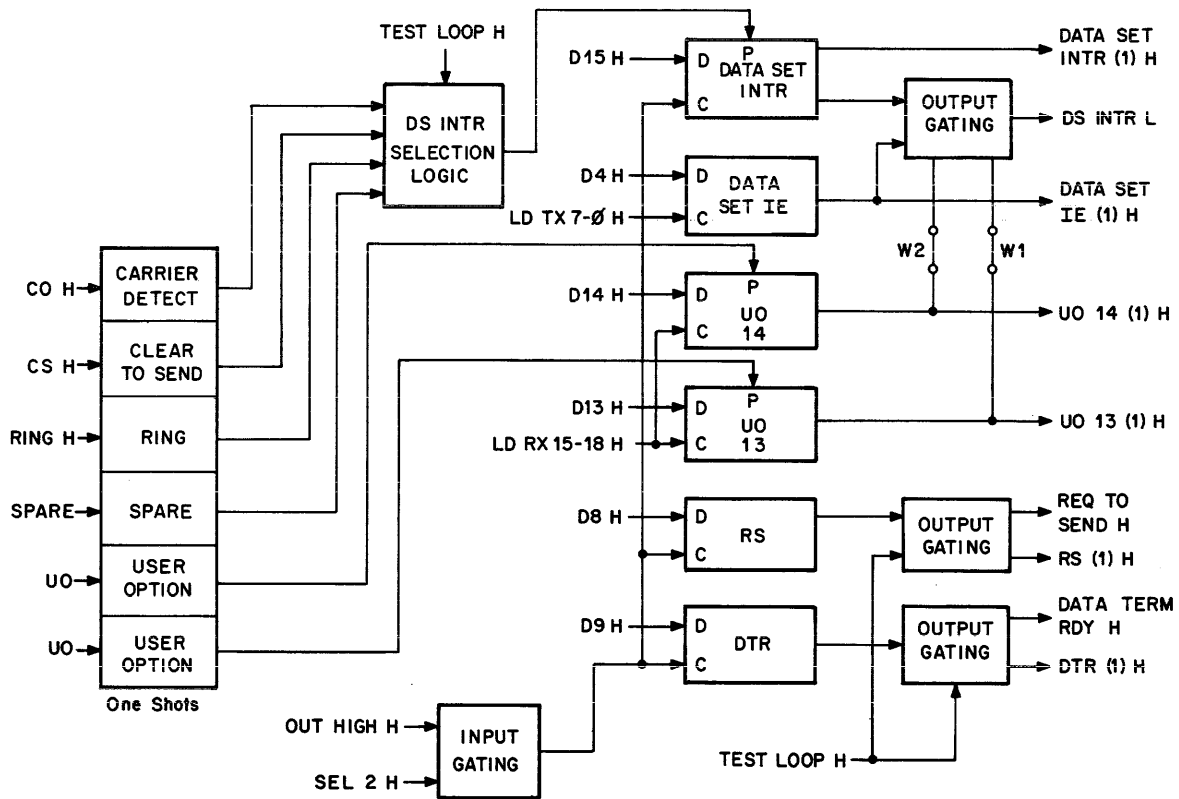 TEST LOOP H
DS INTR
SELECTION
LOGIC
CO H
CARRIER
DETECT
CS H
CLEAR
TO SEND
RING H
RING
SPARE
SPARE
UO
USER
OPTION
UO
USER
OPTION
One Shots
OUT HIGH H
SEL 2 H
INPUT
GATING
D15 H
D
P
DATA SET
INTR
C
DATA SET
INTR (1) H
OUTPUT
GATING
DS INTR L
D4 H
D
DATA
SET IE
LD TX 7-Ø H
C
DATA SET
IE (1) H
W2
W1
D14 H
D
P
UO
14
C
UO 14 (1) H
D13 H
D
P
UO
13
LD RX 15-18 H
C
UO 13 (1) H
D8 H
D
RS
C
OUTPUT
GATING
REQ TO
SEND H
RS (1) H
D9 H
D
DTR
C
OUTPUT
GATING
DATA TERM
RDY H
DTR (1) H
TEST LOOP H